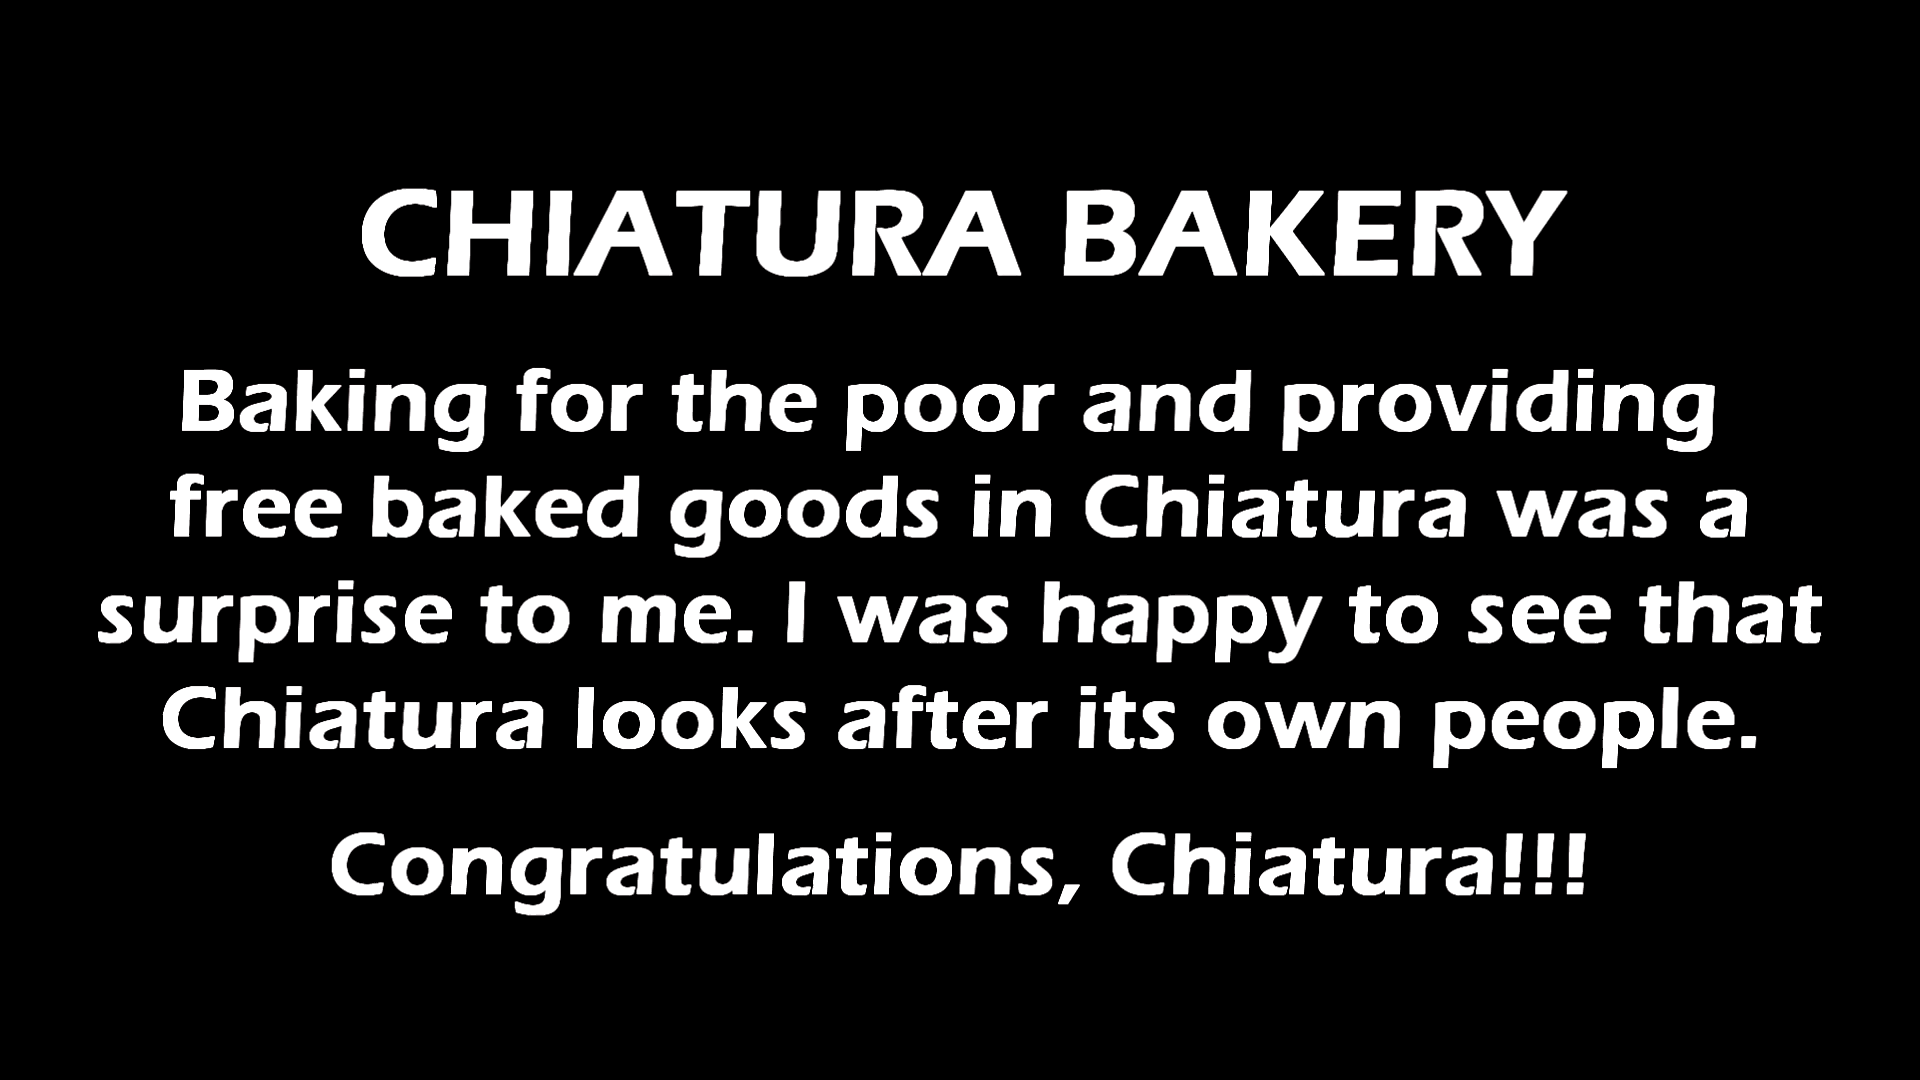 CHIATURA BAKERY
Baking for the poor and providing
free baked goods in Chiatura was a
surprise to me. I was happy to see that
Chiatura looks after its own people.
Congratulations, Chiatura!!!